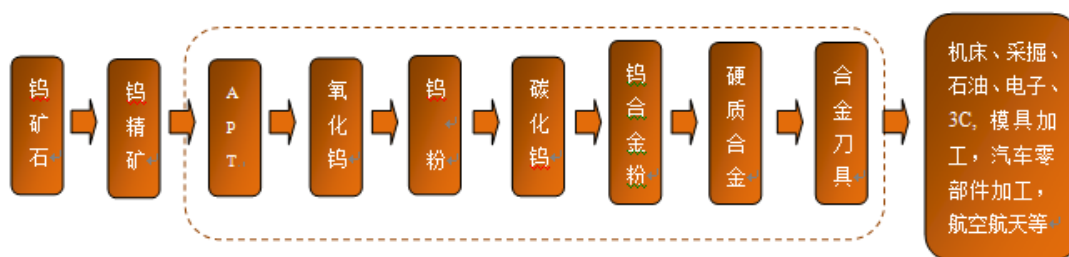 钨矿石
钨精矿
APT
氧化钨
钨粉
碳化钨
钨合金粉
硬质合金
合金刀具
机床、采掘、
石油、电子、
3C, 模具加
工，汽车零
部件加工，
航空航天等